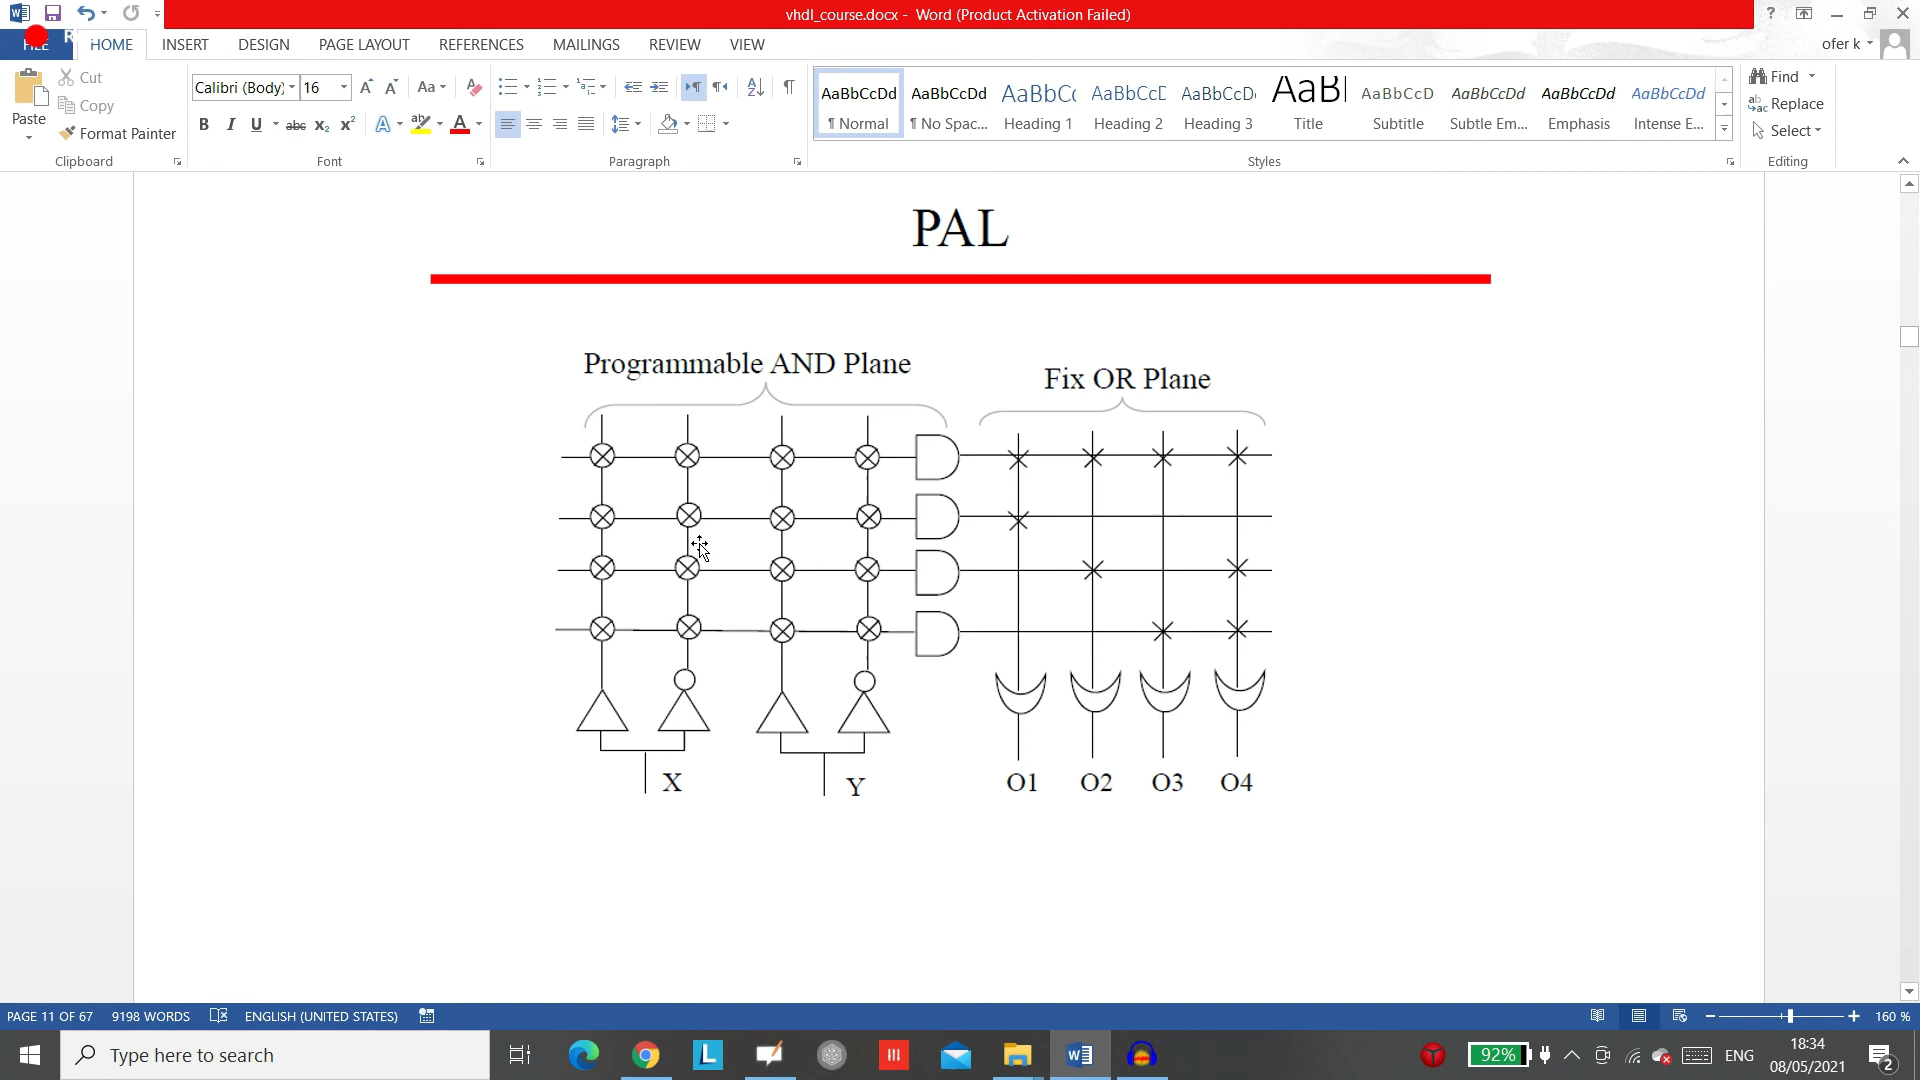 vhdl_course.docx - Word (Product Activation Failed)
FILE HOME INSERT DESIGN PAGE LAYOUT REFERENCES MAILINGS REVIEW VIEW ofer k
Paste
Cut
Copy
Format Painter
Calibri (Body) 16
AaBbCcDd AaBbCcDd AaBbCc AaBbCcD AaBbCcD AaBl AaBbCcD AaBbCcDd AaBbCcDd AaBbCcDd
¶ Normal ¶ No Spac... Heading 1 Heading 2 Heading 3 Title Subtitle Subtle Em... Emphasis Intense E...
Find
Replace
Select
Clipboard Font Paragraph Styles Editing
PAL
Programmable AND Plane
Fix OR Plane
X Y O1 O2 O3 O4
PAGE 11 OF 67 9198 WORDS ENGLISH (UNITED STATES) 160 %
Type here to search
92% ENG
18:34
08/05/2021
2